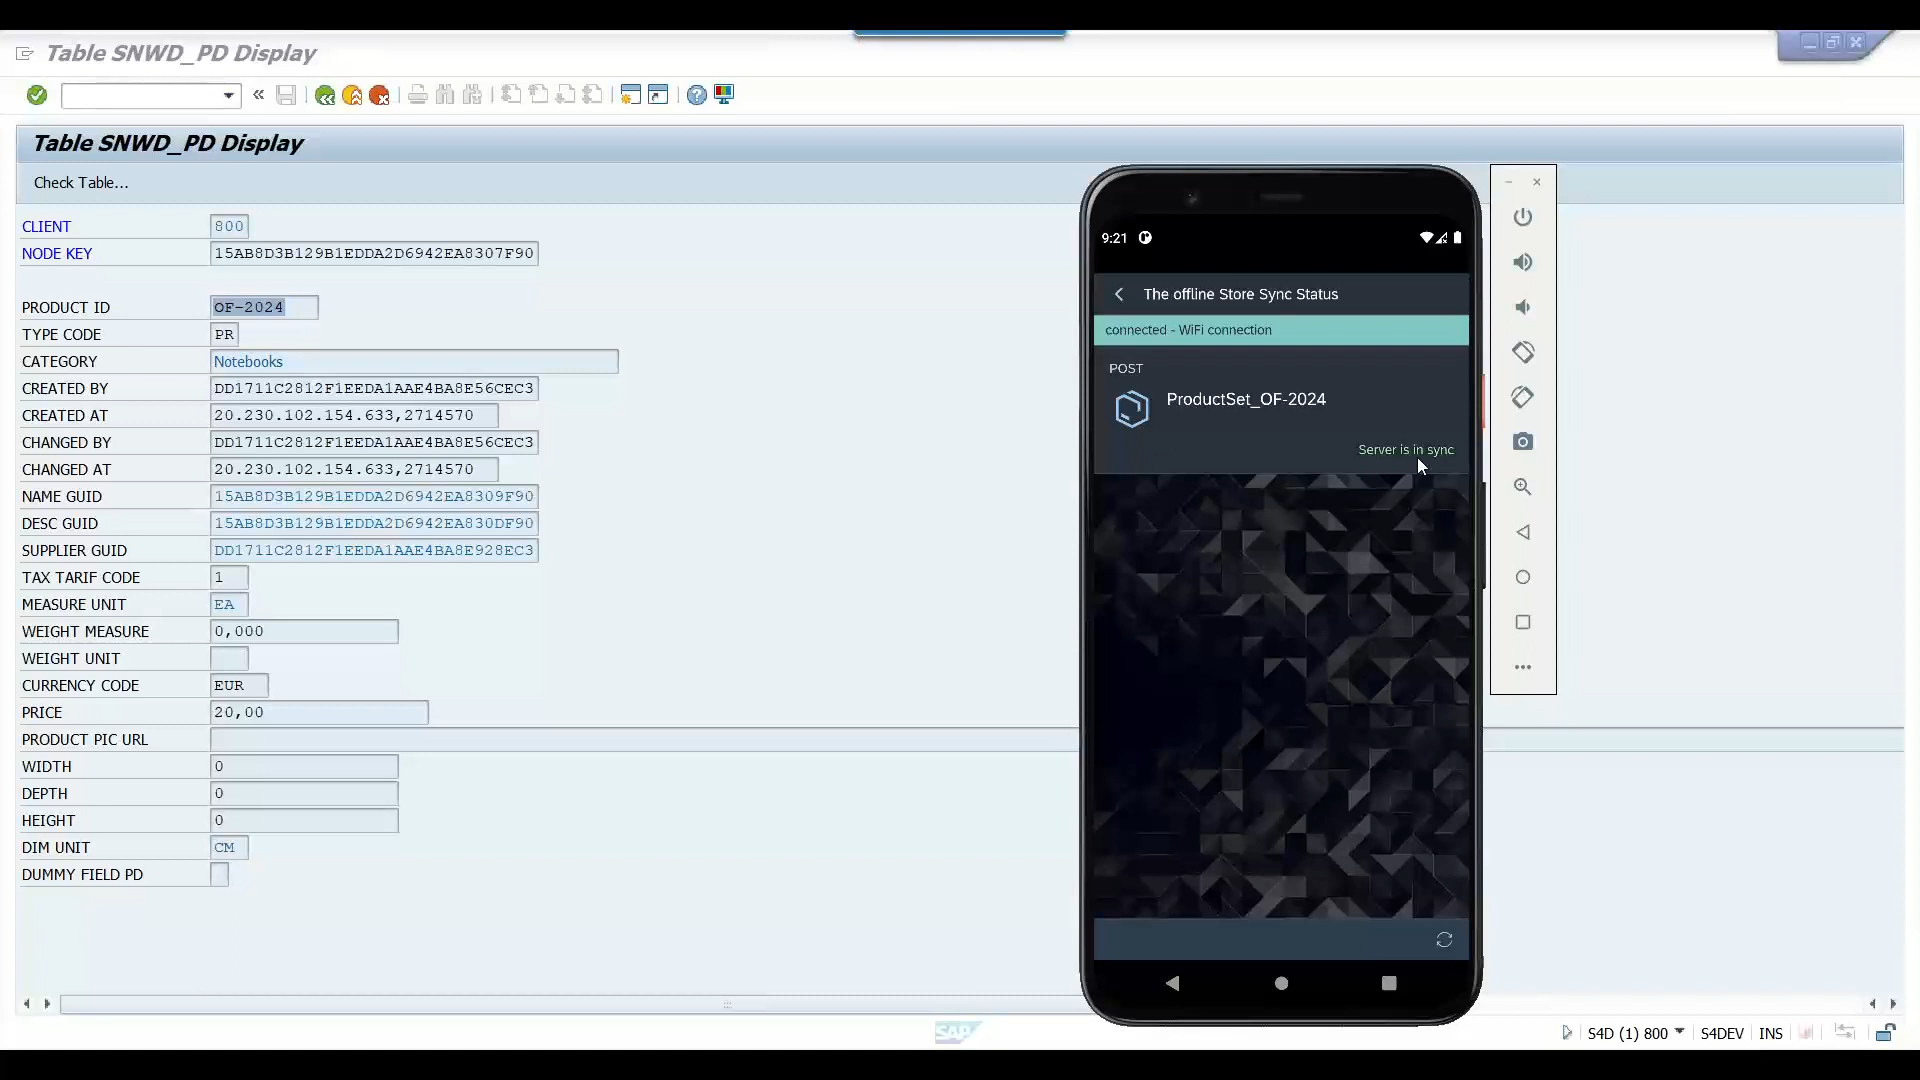 Table SNWD_PD Display
Table SNWD_PD Display
Check Table...
CLIENT 800
NODE KEY 15AB8D3B129B1EDDA2D6942EA8307F90
PRODUCT ID OF-2024
TYPE CODE PR
CATEGORY Notebooks
CREATED BY DD1711C2812F1EEDA1AAE4BA8E56CEC3
CREATED AT 20.230.102.154.633,2714570
CHANGED BY DD1711C2812F1EEDA1AAE4BA8E56CEC3
CHANGED AT 20.230.102.154.633,2714570
NAME GUID 15AB8D3B129B1EDDA2D6942EA8309F90
DESC GUID 15AB8D3B129B1EDDA2D6942EA830DF90
SUPPLIER GUID DD1711C2812F1EEDA1AAE4BA8E928EC3
TAX TARIF CODE 1
MEASURE UNIT EA
WEIGHT MEASURE 0,000
WEIGHT UNIT
CURRENCY CODE EUR
PRICE 20,00
PRODUCT PIC URL
WIDTH 0
DEPTH 0
HEIGHT 0
DIM UNIT CM
DUMMY FIELD PD
9:21
The offline Store Sync Status
connected - WiFi connection
POST
ProductSet_OF-2024
Server is in sync
SAP
S4D (1) 800
S4DEV
INS